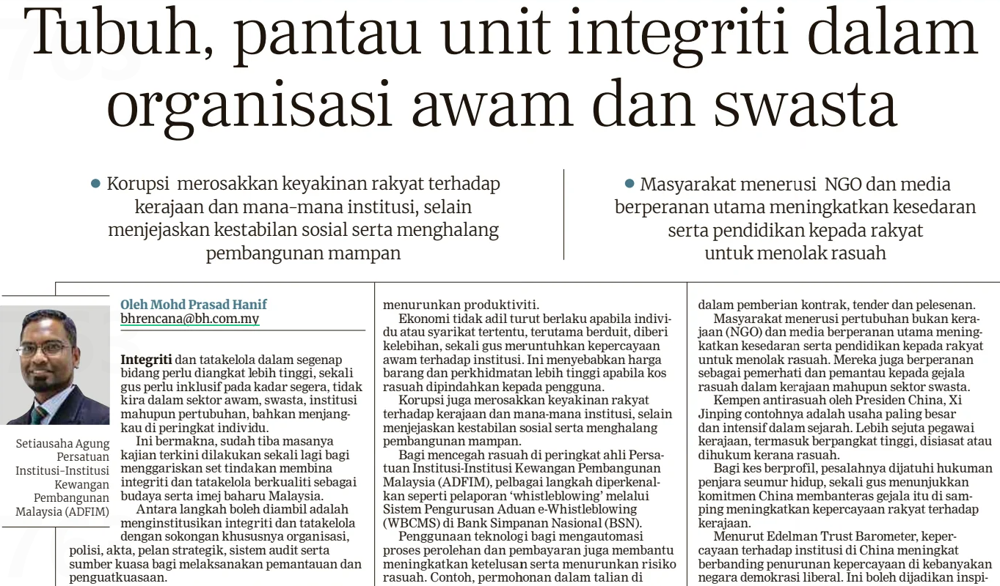 Tubuh, pantau unit integriti dalam
organisasi awam dan swasta
• Korupsi merosakkan keyakinan rakyat terhadap
kerajaan dan mana-mana institusi, selain
menjejaskan kestabilan sosial serta menghalang
pembangunan mampan
• Masyarakat menerusi NGO dan media
berperanan utama meningkatkan kesedaran
serta pendidikan kepada rakyat
untuk menolak rasuah
Setiausaha Agung
Persatuan
Institusi-Institusi
Kewangan
Pembangunan
Malaysia (ADFIM)
Oleh Mohd Prasad Hanif
bhrencana@bh.com.my
Integriti dan tatakelola dalam segenap
bidang perlu diangkat lebih tinggi, sekali
gus perlu inklusif pada kadar segera, tidak
kira dalam sektor awam, swasta, institusi
mahupun pertubuhan, bahkan menjang-
kau di peringkat individu.
Ini bermakna, sudah tiba masanya
kajian terkini dilakukan sekali lagi bagi
menggariskan set tindakan membina
integriti dan tatakelola berkualiti sebagai
budaya serta imej baharu Malaysia.
Antara langkah boleh diambil adalah
menginstitusikan integriti dan tatakelola
dengan sokongan khususnya organisasi,
polisi, akta, pelan strategik, sistem audit serta
sumber kuasa bagi melaksanakan pemantauan dan
penguatkuasaan.
menurunkan produktiviti.
Ekonomi tidak adil turut berlaku apabila indivi-
du atau syarikat tertentu, terutama berduit, diberi
kelebihan, sekali gus meruntuhkan kepercayaan
awam terhadap institusi. Ini menyebabkan harga
barang dan perkhidmatan lebih tinggi apabila kos
rasuah dipindahkan kepada pengguna.
Korupsi juga merosakkan keyakinan rakyat
terhadap kerajaan dan mana-mana institusi, selain
menjejaskan kestabilan sosial serta menghalang
pembangunan mampan.
Bagi mencegah rasuah di peringkat ahli Persa-
tuan Institusi-Institusi Kewangan Pembangunan
Malaysia (ADFIM), pelbagai langkah diperkenal-
kan seperti pelaporan ‘whistleblowing’ melalui
Sistem Pengurusan Aduan e-Whistleblowing
(WBCMS) di Bank Simpanan Nasional (BSN).
Penggunaan teknologi bagi mengautomasi
proses perolehan dan pembayaran juga membantu
meningkatkan ketelusan serta menurunkan risiko
rasuah. Contoh, permohonan dalam talian di
dalam pemberian kontrak, tender dan pelesenan.
Masyarakat menerusi pertubuhan bukan kera-
jaan (NGO) dan media berperanan utama mening-
katkan kesedaran serta pendidikan kepada rakyat
untuk menolak rasuah. Mereka juga berperanan
sebagai pemerhati dan pemantau kepada gejala
rasuah dalam kerajaan mahupun sektor swasta.
Kempen antirasuah oleh Presiden China, Xi
Jinping contohnya adalah usaha paling besar
dan intensif dalam sejarah. Lebih sejuta pegawai
kerajaan, termasuk berpangkat tinggi, disiasat atau
dihukum kerana rasuah.
Bagi kes berprofil, pesalahnya dijatuhi hukuman
penjara seumur hidup, sekali gus menunjukkan
komitmen China membanteras gejala itu di sam-
ping meningkatkan kepercayaan rakyat terhadap
kerajaan.
Menurut Edelman Trust Barometer, keper-
cayaan terhadap institusi di China meningkat
berbanding penurunan kepercayaan di kebanyakan
negara demokrasi liberal. Ini boleh dijadikan inspi-